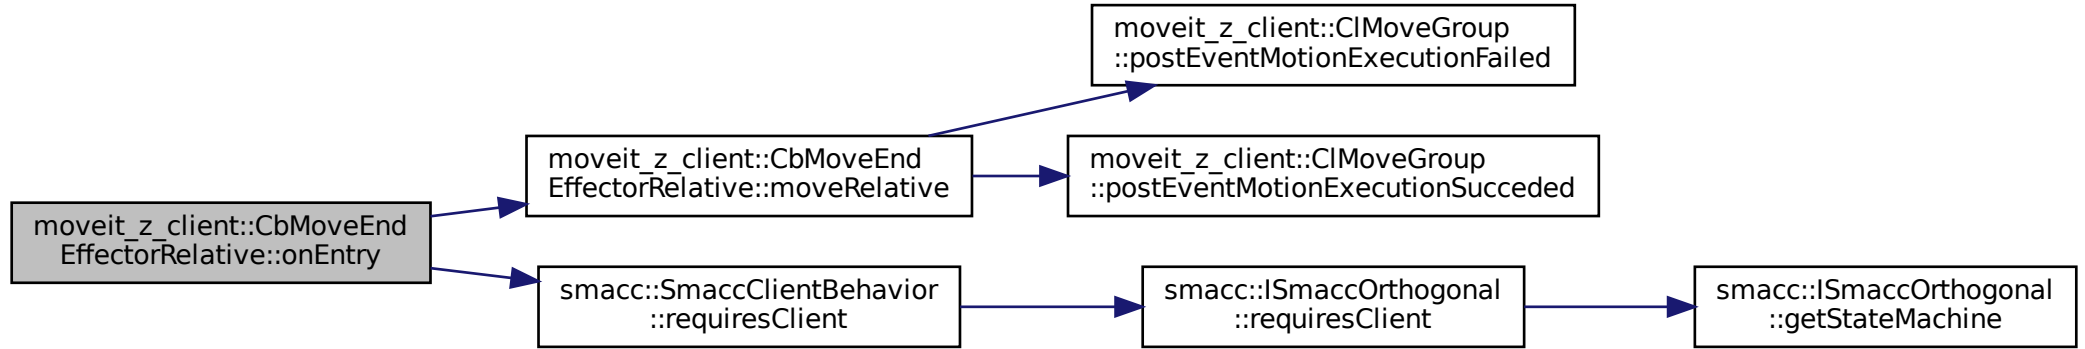 moveit_z_client::ClMoveGroup
::postEventMotionExecutionFailed
moveit_z_client::CbMoveEnd
EffectorRelative::moveRelative
moveit_z_client::ClMoveGroup
::postEventMotionExecutionSucceded
moveit_z_client::CbMoveEnd
EffectorRelative::onEntry
smacc::SmaccClientBehavior
::requiresClient
smacc::ISmaccOrthogonal
::requiresClient
smacc::ISmaccOrthogonal
::getStateMachine